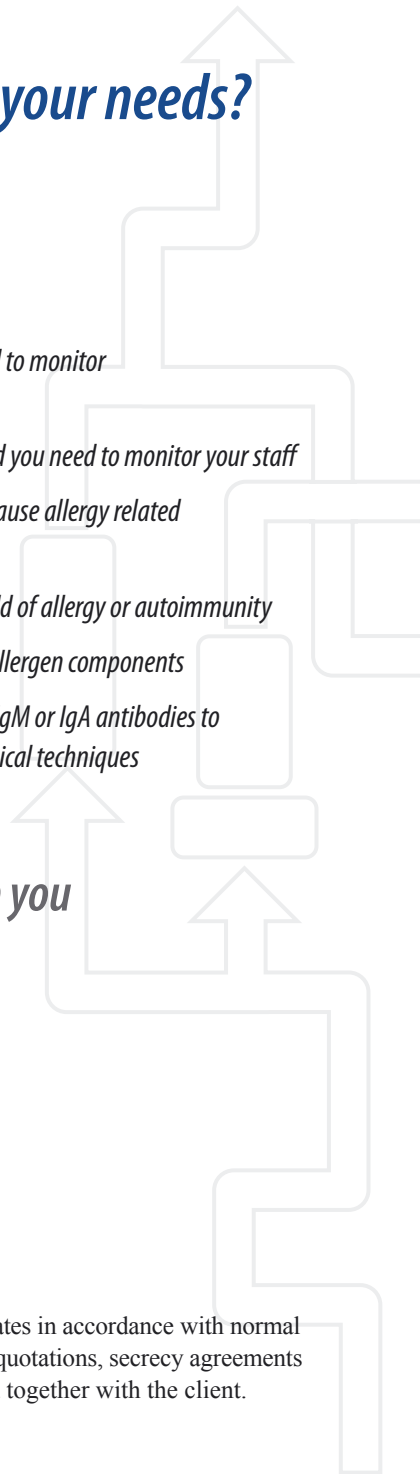 your needs?
to monitor
you need to monitor your staff
ause allergy related
of allergy or autoimmunity
allergen components
gM or IgA antibodies to
ical techniques
you
ates in accordance with normal
quotations, secrecy agreements
together with the client.